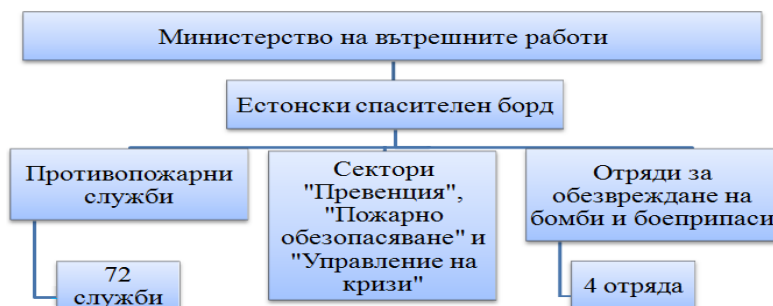 Министерство на вътрешните работи
Естонски спасителен борд
Противопожарни
служби
72
служби
Сектори
"Превенция",
"Пожарно
обезопасяване" и
"Управление на
кризи"
Отряди за
обезвреждане на
бомби и боеприпаси
4 отряда